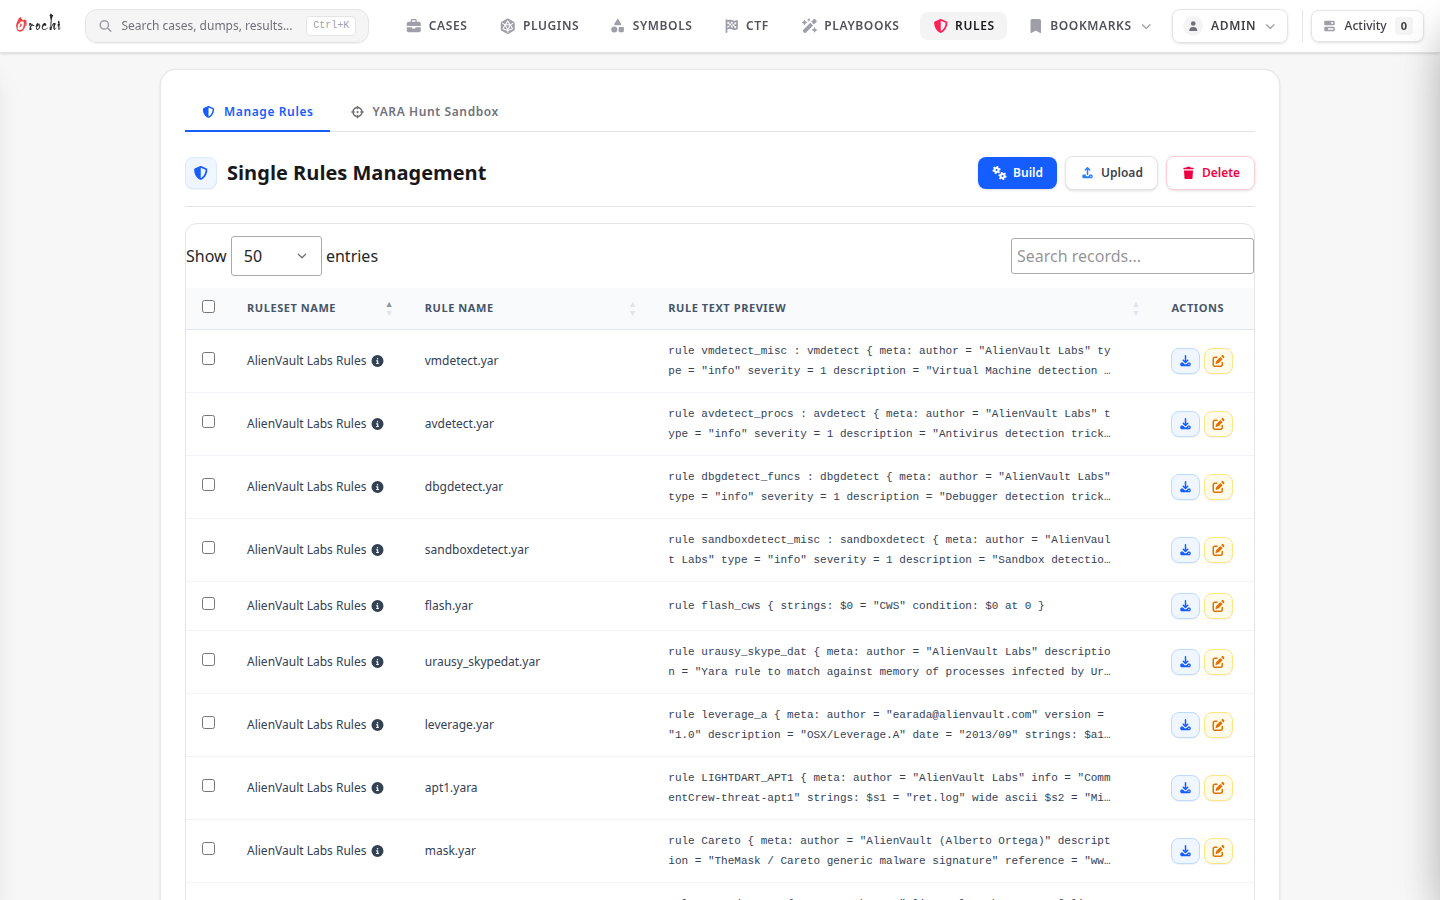 Orochi
Search cases, dumps, results... Ctrl+K
CASES
PLUGINS
SYMBOLS
CTF
PLAYBOOKS
RULES
BOOKMARKS
ADMIN
Activity 0
Manage Rules
YARA Hunt Sandbox
Single Rules Management
Build
Upload
Delete
Show 50 entries
Search records...
RULESET NAME RULE NAME RULE TEXT PREVIEW ACTIONS
AlienVault Labs Rules vmdetect.yar
rule vmdetect_misc : vmdetect { meta: author = "AlienVault Labs" ty
pe = "info" severity = 1 description = "Virtual Machine detection …
AlienVault Labs Rules avdetect.yar
rule avdetect_procs : avdetect { meta: author = "AlienVault Labs" t
ype = "info" severity = 1 description = "Antivirus detection trick…
AlienVault Labs Rules dbgdetect.yar
rule dbgdetect_funcs : dbgdetect { meta: author = "AlienVault Labs"
type = "info" severity = 1 description = "Debugger detection trick…
AlienVault Labs Rules sandboxdetect.yar
rule sandboxdetect_misc : sandboxdetect { meta: author = "AlienVaul
t Labs" type = "info" severity = 1 description = "Sandbox detectio…
AlienVault Labs Rules flash.yar
rule flash_cws { strings: $0 = "CWS" condition: $0 at 0 }
AlienVault Labs Rules urausy_skypedat.yar
rule urausy_skype_dat { meta: author = "AlienVault Labs" descriptio
n = "Yara rule to match against memory of processes infected by Ur…
AlienVault Labs Rules leverage.yar
rule leverage_a { meta: author = "earada@alienvault.com" version =
"1.0" description = "OSX/Leverage.A" date = "2013/09" strings: $a1…
AlienVault Labs Rules apt1.yara
rule LIGHTDART_APT1 { meta: author = "AlienVault Labs" info = "Comm
entCrew-threat-apt1" strings: $s1 = "ret.log" wide ascii $s2 = "Mi…
AlienVault Labs Rules mask.yar
rule Careto { meta: author = "AlienVault (Alberto Ortega)" descript
ion = "TheMask / Careto generic malware signature" reference = "ww…